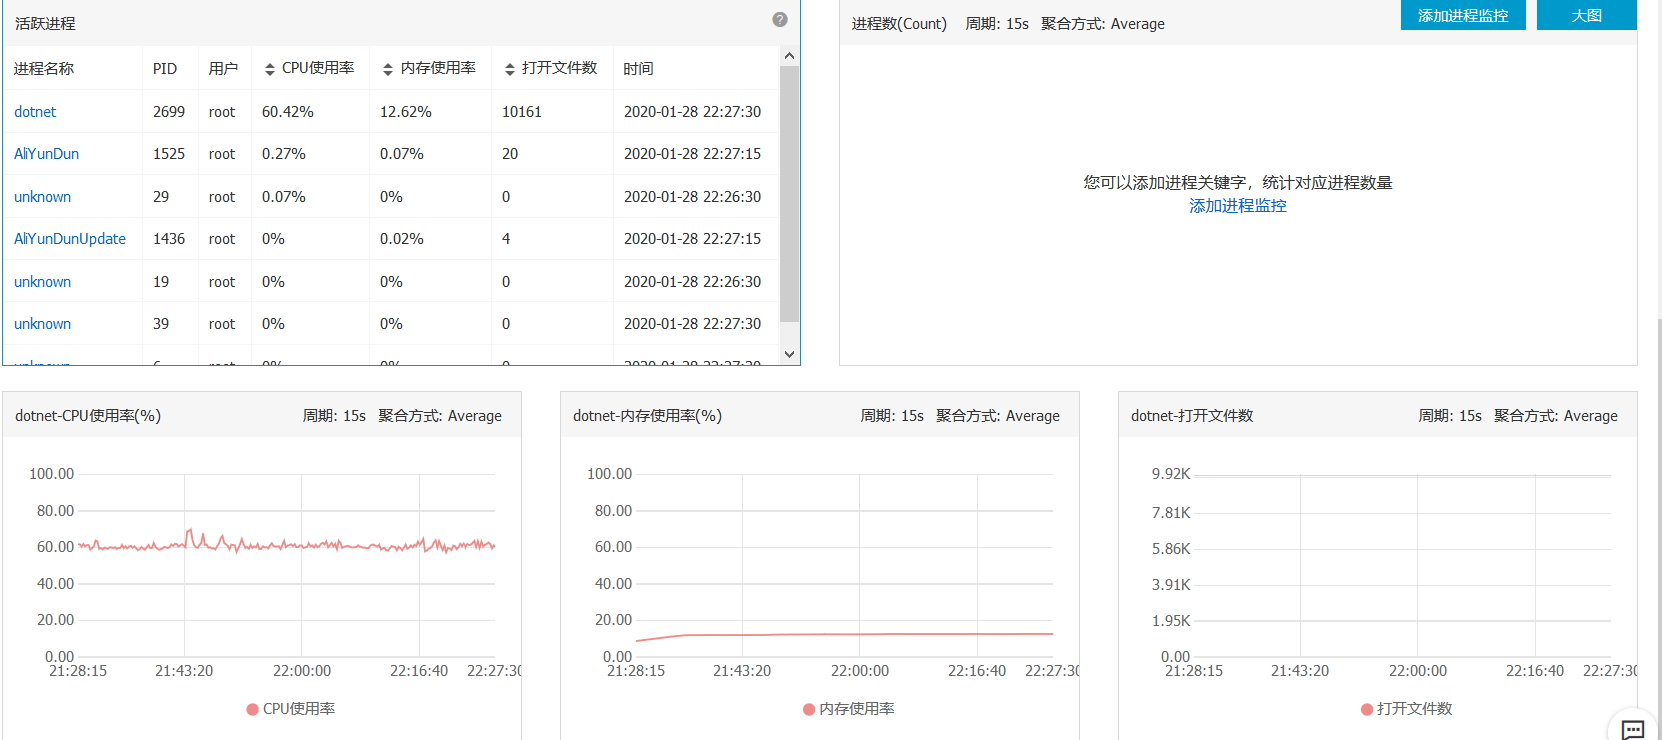 活跃进程
?
进程名称 PID 用户 CPU使用率 内存使用率 打开文件数 时间
dotnet 2699 root 60.42% 12.62% 10161 2020-01-28 22:27:30
AliYunDun 1525 root 0.27% 0.07% 20 2020-01-28 22:27:15
unknown 29 root 0.07% 0% 0 2020-01-28 22:26:30
AliYunDunUpdate 1436 root 0% 0.02% 4 2020-01-28 22:27:15
unknown 19 root 0% 0% 0 2020-01-28 22:26:30
unknown 39 root 0% 0% 0 2020-01-28 22:27:30
进程数(Count) 周期: 15s 聚合方式: Average 添加进程监控 大图
您可以添加进程关键字，统计对应进程数量
添加进程监控
dotnet-CPU使用率(%) 周期: 15s 聚合方式: Average
100.00
80.00
60.00
40.00
20.00
0.00
21:28:15 21:43:20 22:00:00 22:16:40 22:27:30
CPU使用率
dotnet-内存使用率(%) 周期: 15s 聚合方式: Average
100.00
80.00
60.00
40.00
20.00
0.00
21:28:15 21:43:20 22:00:00 22:16:40 22:27:30
内存使用率
dotnet-打开文件数 周期: 15s 聚合方式: Average
9.92K
7.81K
5.86K
3.91K
1.95K
0.00
21:28:15 21:43:20 22:00:00 22:16:40 22:27:30
打开文件数